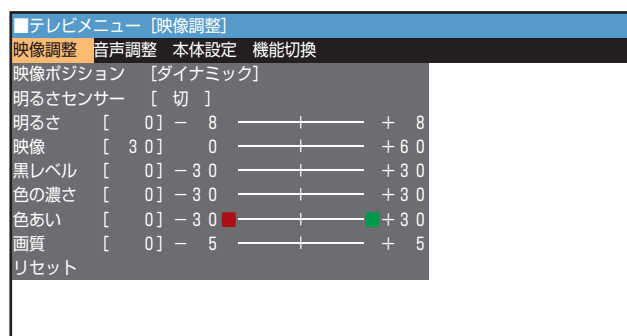 ■テレビメニュー [映像調整]
映像調整 音声調整 本体設定 機能切換
映像ポジション [ダイナミック]
明るさセンサー [ 切 ]
明るさ [ 0] － 8 ＋ 8
映像 [ 30] 0 ＋60
黒レベル [ 0] －30 ＋30
色の濃さ [ 0] －30 ＋30
色あい [ 0] －30 ＋30
画質 [ 0] － 5 ＋ 5
リセット